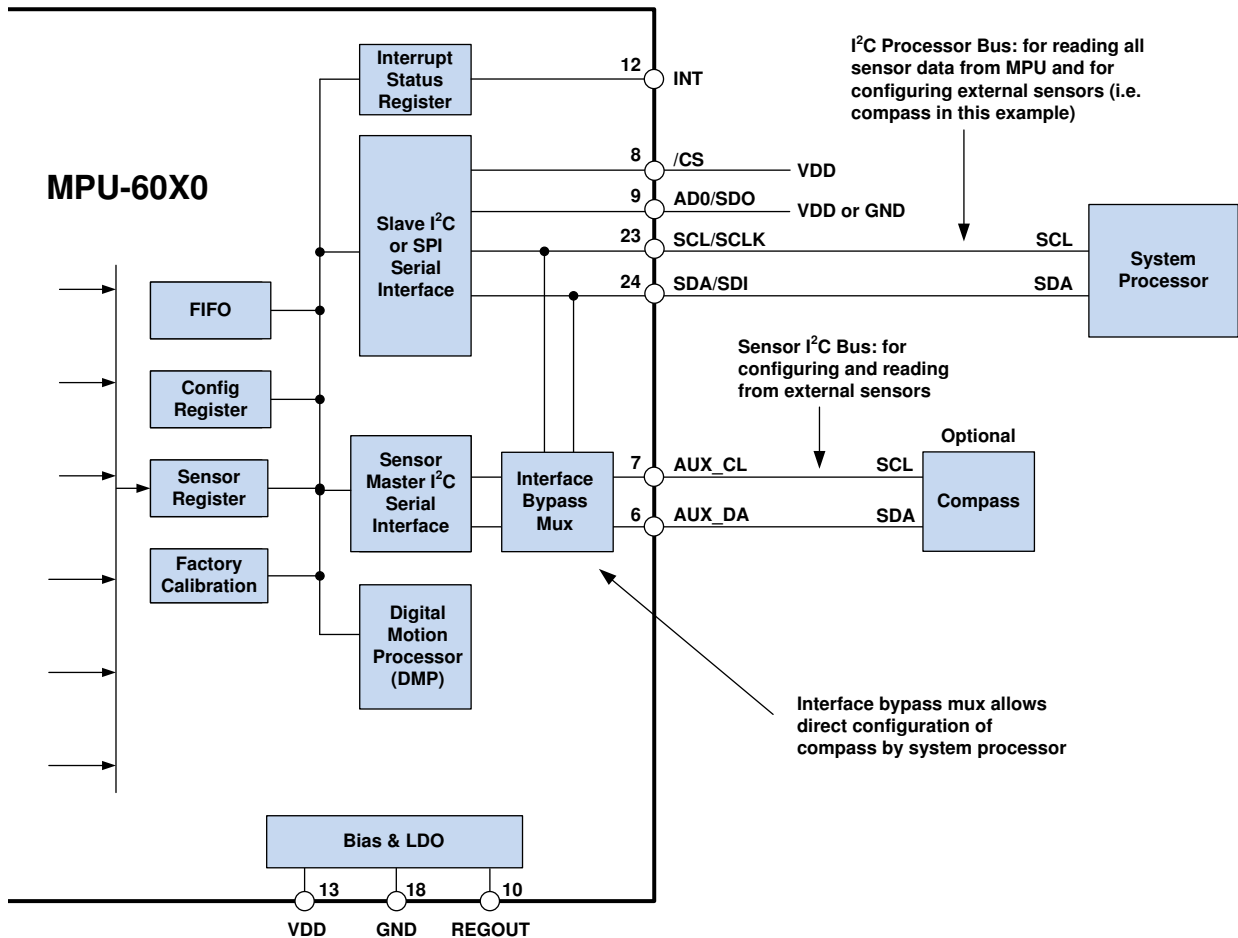 MPU-60X0
Interrupt
Status
Register
12
INT
I²C Processor Bus: for reading all
sensor data from MPU and for
configuring external sensors (i.e.
compass in this example)
Slave I²C
or SPI
Serial
Interface
8
/CS
VDD
9
AD0/SDO
VDD or GND
23
SCL/SCLK
SCL
24
SDA/SDI
SDA
System
Processor
FIFO
Config
Register
Sensor
Register
Factory
Calibration
Sensor I²C Bus: for
configuring and reading
from external sensors
Sensor
Master I²C
Serial
Interface
Interface
Bypass
Mux
7
AUX_CL
SCL
6
AUX_DA
SDA
Optional
Compass
Digital
Motion
Processor
(DMP)
Interface bypass mux allows
direct configuration of
compass by system processor
Bias & LDO
13
18
10
VDD
GND
REGOUT